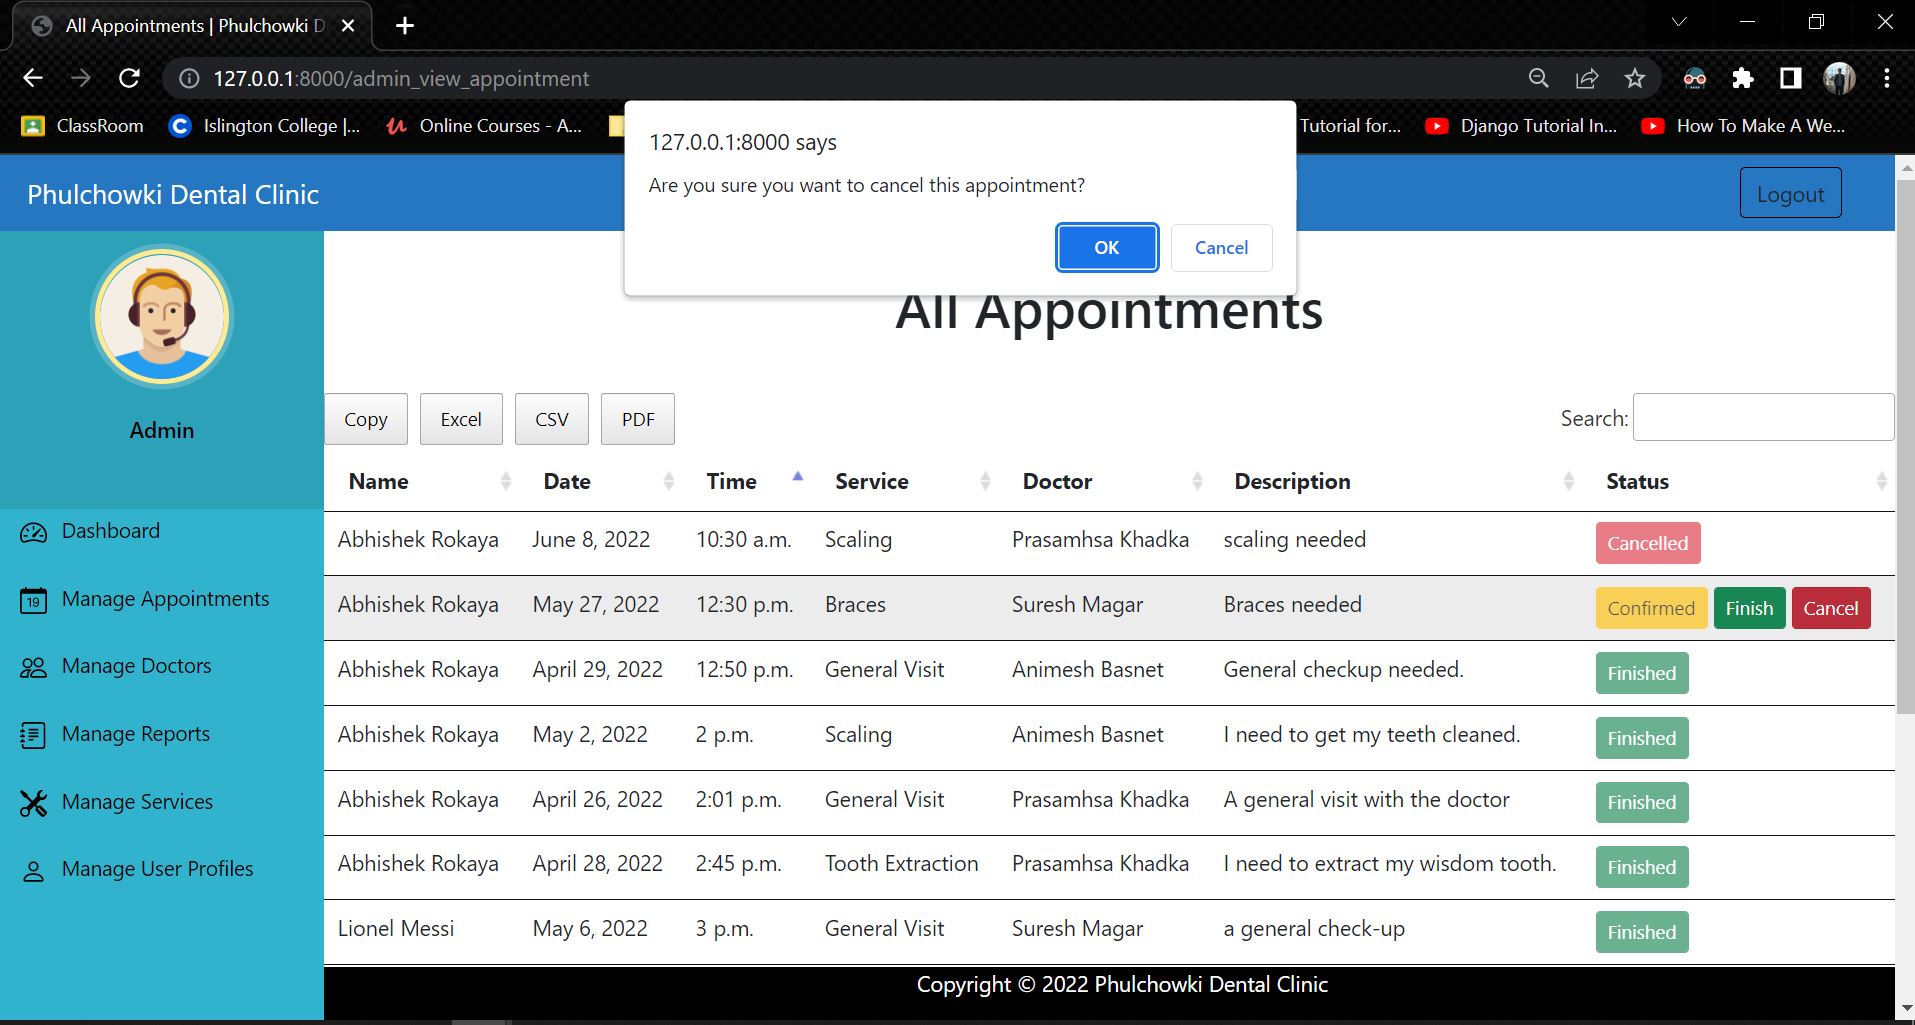 All Appointments | Phulchowki D
127.0.0.1:8000/admin_view_appointment
ClassRoom Islington College |... Online Courses - A... Tutorial for... Django Tutorial In... How To Make A We...
127.0.0.1:8000 says
Are you sure you want to cancel this appointment?
OK Cancel
Phulchowki Dental Clinic Logout
Admin
Dashboard
19 Manage Appointments
Manage Doctors
Manage Reports
Manage Services
Manage User Profiles
All Appointments
Copy Excel CSV PDF Search:
Name Date Time Service Doctor Description Status
Abhishek Rokaya June 8, 2022 10:30 a.m. Scaling Prasamhsa Khadka scaling needed Cancelled
Abhishek Rokaya May 27, 2022 12:30 p.m. Braces Suresh Magar Braces needed Confirmed Finish Cancel
Abhishek Rokaya April 29, 2022 12:50 p.m. General Visit Animesh Basnet General checkup needed. Finished
Abhishek Rokaya May 2, 2022 2 p.m. Scaling Animesh Basnet I need to get my teeth cleaned. Finished
Abhishek Rokaya April 26, 2022 2:01 p.m. General Visit Prasamhsa Khadka A general visit with the doctor Finished
Abhishek Rokaya April 28, 2022 2:45 p.m. Tooth Extraction Prasamhsa Khadka I need to extract my wisdom tooth. Finished
Lionel Messi May 6, 2022 3 p.m. General Visit Suresh Magar a general check-up Finished
Copyright © 2022 Phulchowki Dental Clinic